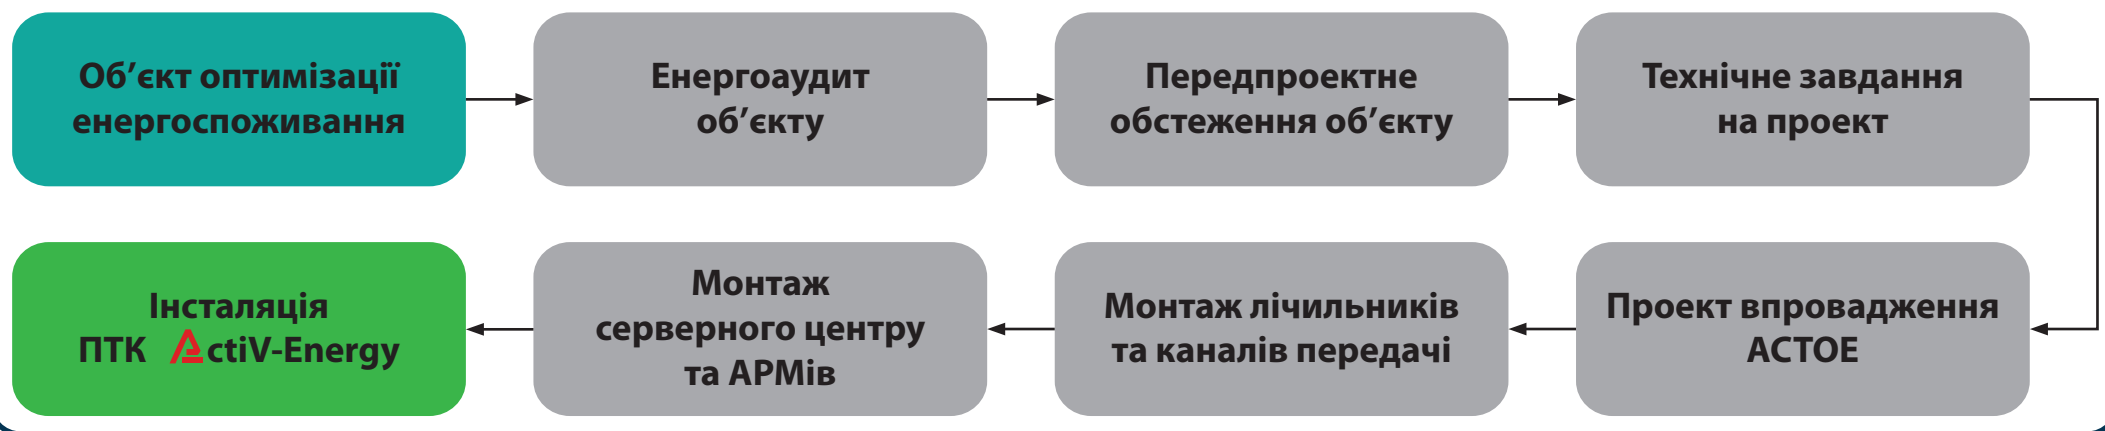 Об’єкт оптимізації
енергоспоживання
Енергоаудит
об’єкту
Передпроектне
обстеження об’єкту
Технічне завдання
на проект
Проект впровадження
АСТОЕ
Монтаж лічильників
та каналів передачі
Монтаж
серверного центру
та АРМів
Інсталяція
ПТК ActiV-Energy